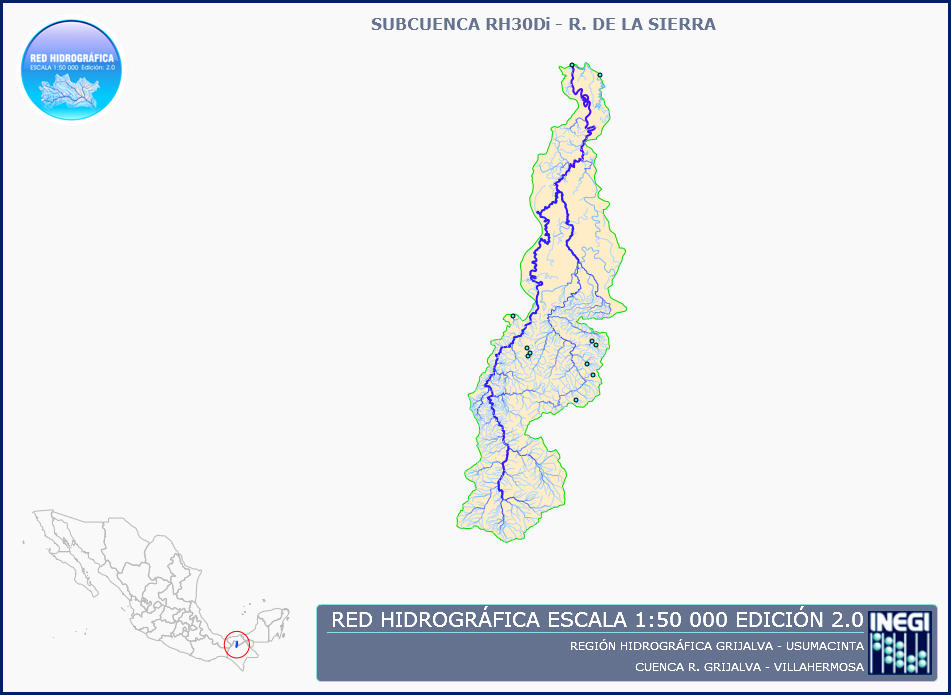 SUBCUENCA RH30Di - R. DE LA SIERRA
RED HIDROGRÁFICA
ESCALA 1:50 000 Edición: 2.0
RED HIDROGRÁFICA ESCALA 1:50 000 EDICIÓN 2.0
REGIÓN HIDROGRÁFICA GRIJALVA - USUMACINTA
CUENCA R. GRIJALVA - VILLAHERMOSA
INEGI